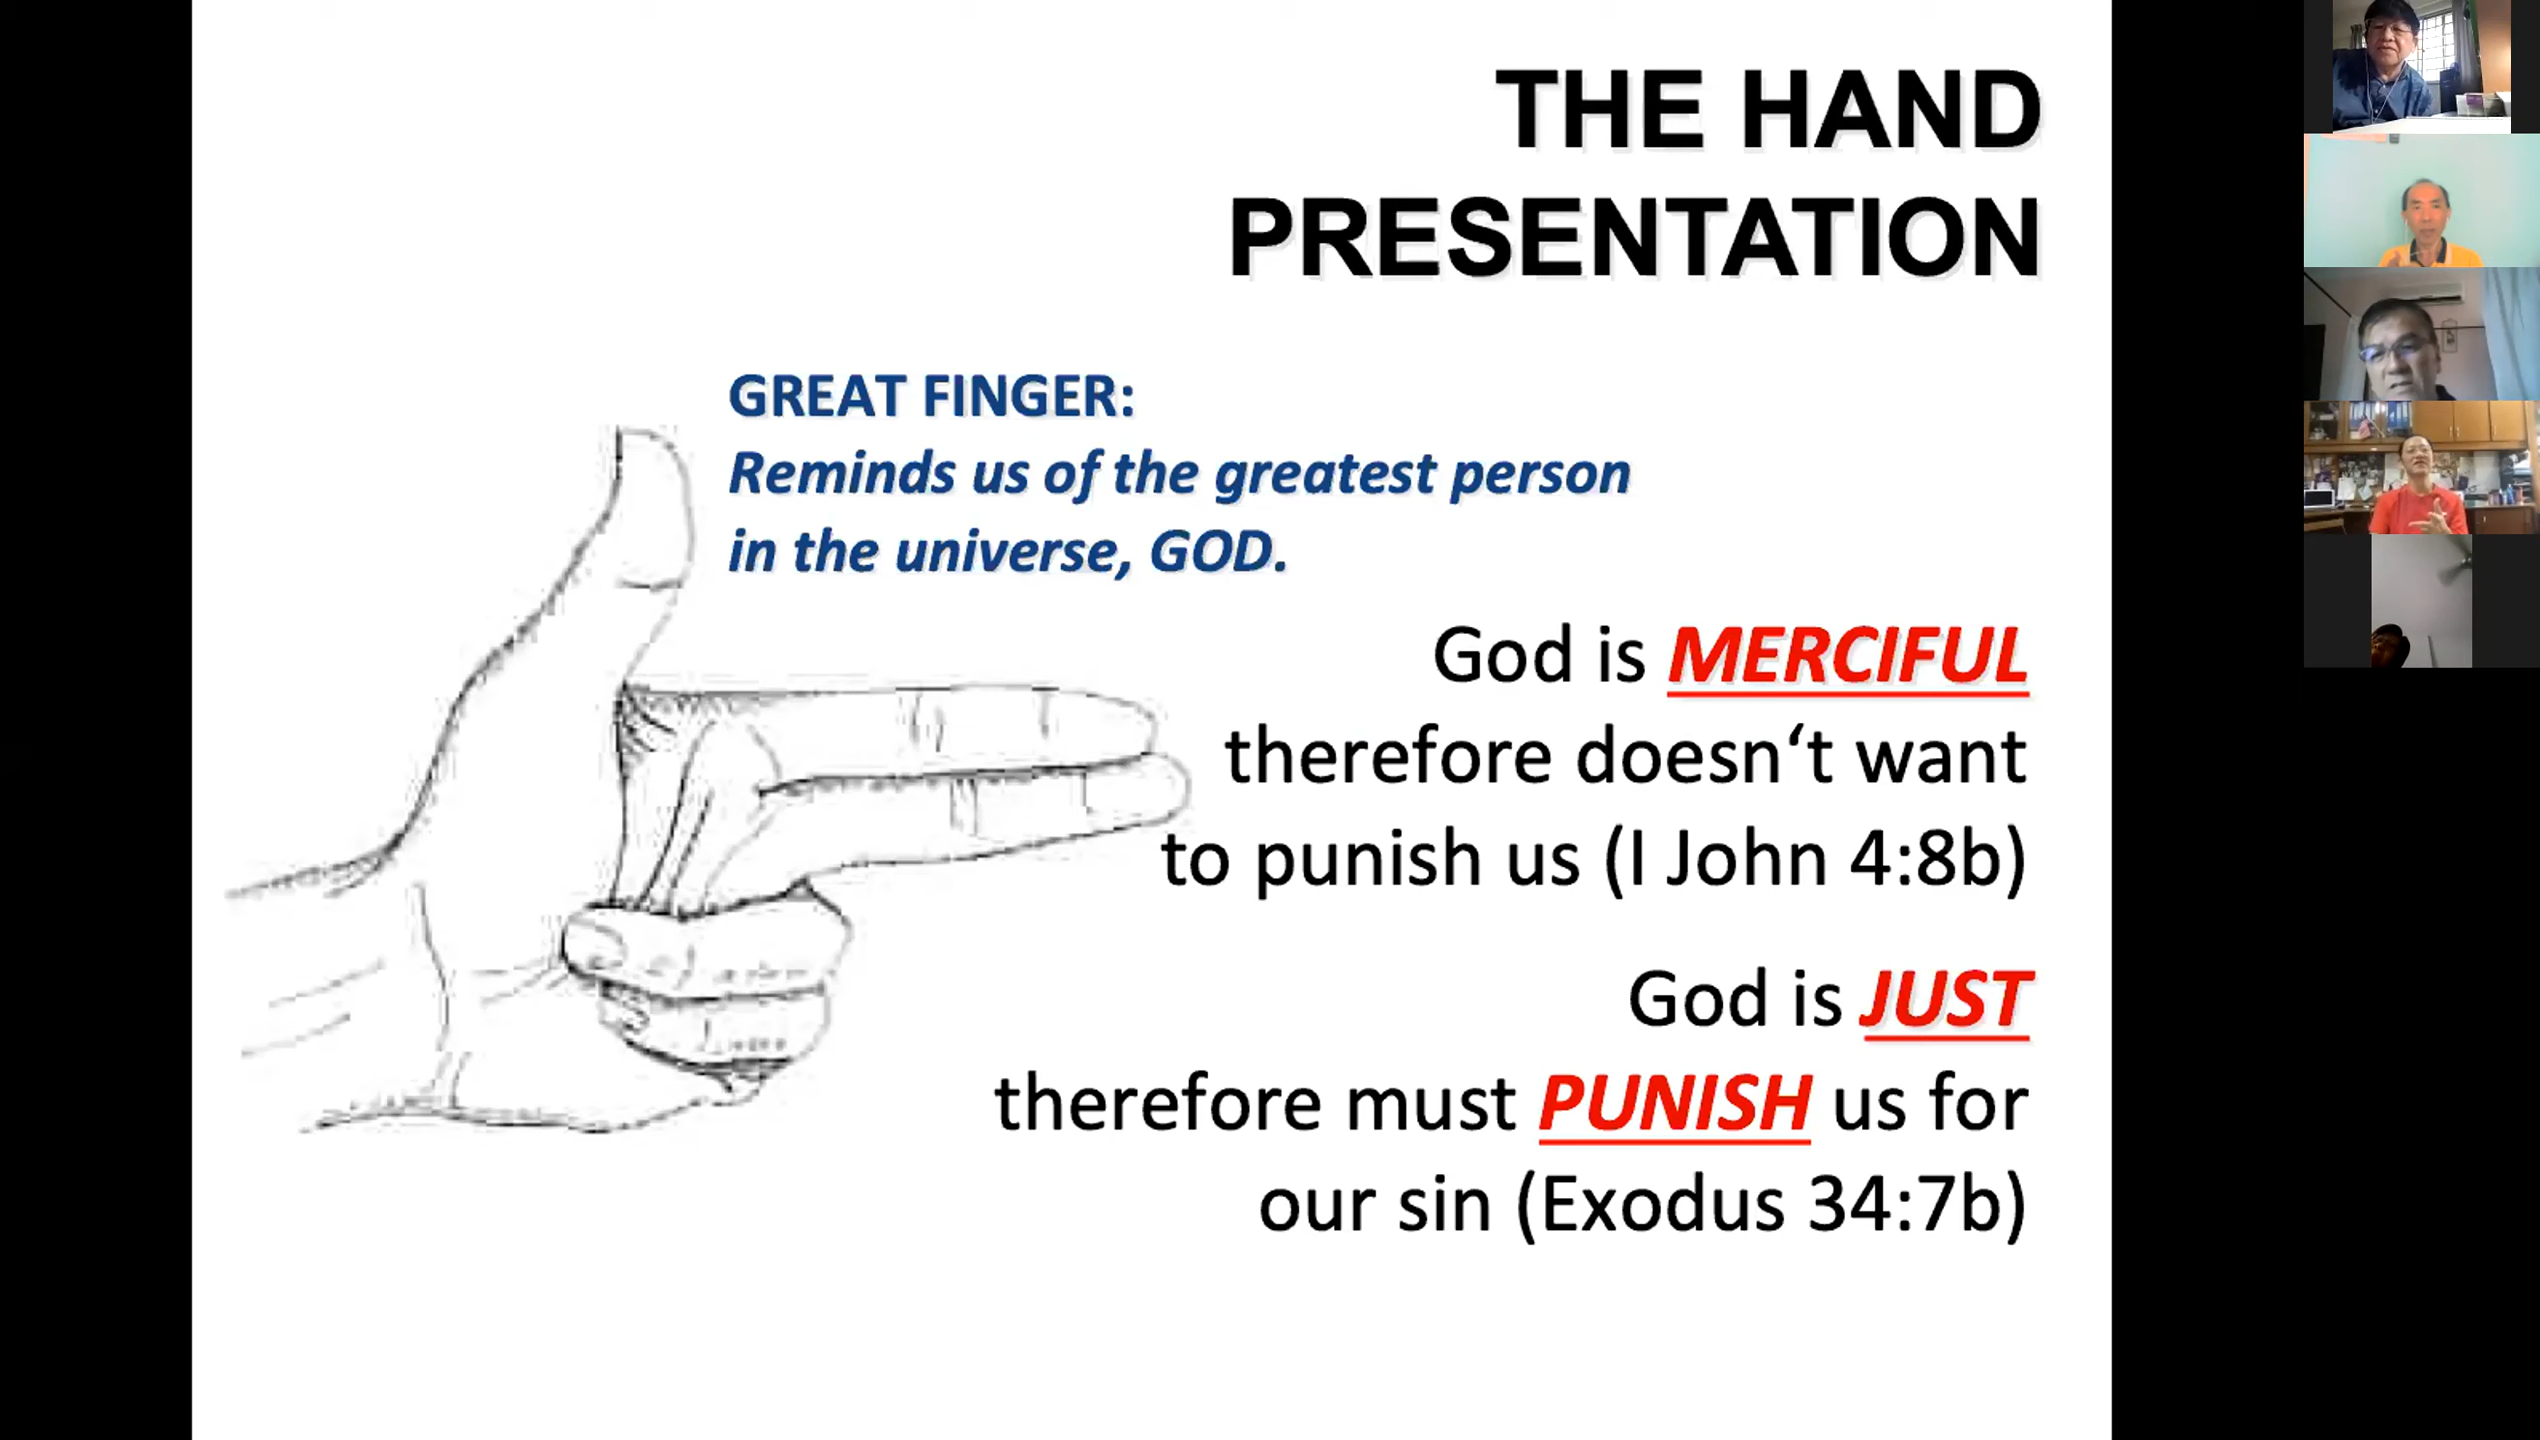 THE HAND
PRESENTATION
GREAT FINGER:
Reminds us of the greatest person
in the universe, GOD.
God is MERCIFUL
therefore doesn‘t want
to punish us (I John 4:8b)
God is JUST
therefore must PUNISH us for
our sin (Exodus 34:7b)